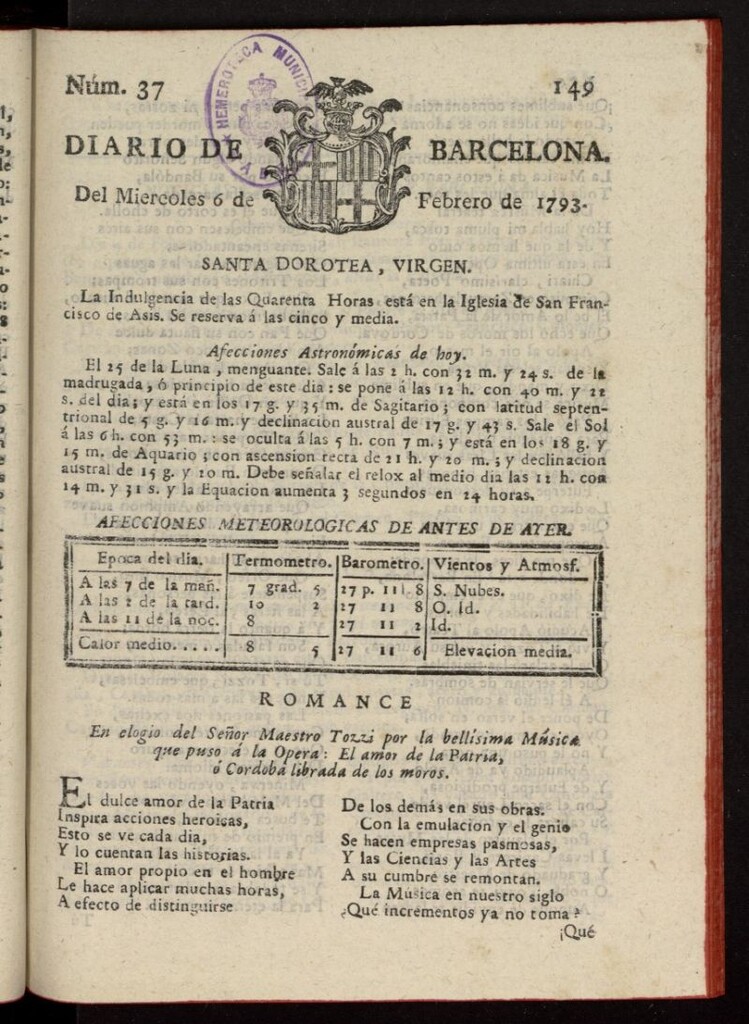 Núm. 37
149
HEMEROTECA MUNICI
DIARIO DE BARCELONA.
Del Miercoles 6 de Febrero de 1793.
SANTA DOROTEA, VIRGEN.
La Indulgencia de las Quarenta Horas está en la Iglesia de San Fran-
cisco de Asis. Se reserva á las cinco y media.
Afecciones Astronómicas de hoy.
El 25 de la Luna, menguante. Sale á las 2 h. con 32 m. y 24 s. de la
madrugada, ó principio de este dia: se pone á las 12 h. con 40 m. y 22
s. del dia; y está en los 17 g. y 35 m. de Sagitario; con latitud septen-
trional de 5 g. y 16 m. y declinacion austral de 17 g. y 43 s. Sale el Sol
á las 6 h. con 53 m.: se oculta á las 5 h. con 7 m.; y está en los 18 g. y
15 m. de Aquario; con ascension recta de 21 h. y 20 m.; y declinacion
austral de 15 g. y 20 m. Debe señalar el relox al medio dia las 12 h. con
14 m. y 31 s. y la Equacion aumenta 3 segundos en 24 horas.
AFECCIONES METEOROLOGICAS DE ANTES DE AYER.
Epoca del dia. Termometro. Barometro. Vientos y Atmosf.
A las 7 de la mañ. 7 grad. 5 27 p. 11 l. 8 S. Nubes.
A las 2 de la tard. 10 2 27 11 8 O. Id.
A las 11 de la noc. 8 27 11 2 Id.
Calor medio..... 8 5 27 11 6 Elevacion media.
ROMANCE
En elogio del Señor Maestro Tozzi por la bellísima Música
que puso á la Opera: El amor de la Patria,
ó Cordoba librada de los moros.
El dulce amor de la Patria
Inspira acciones heroicas,
Esto se ve cada dia,
Y lo cuentan las historias.
El amor propio en el hombre
Le hace aplicar muchas horas,
A efecto de distinguirse
De los demás en sus obras.
Con la emulacion y el genio
Se hacen empresas pasmosas,
Y las Ciencias y las Artes
A su cumbre se remontan.
La Música en nuestro siglo
¿Qué incrementos ya no toma?
¡Qué